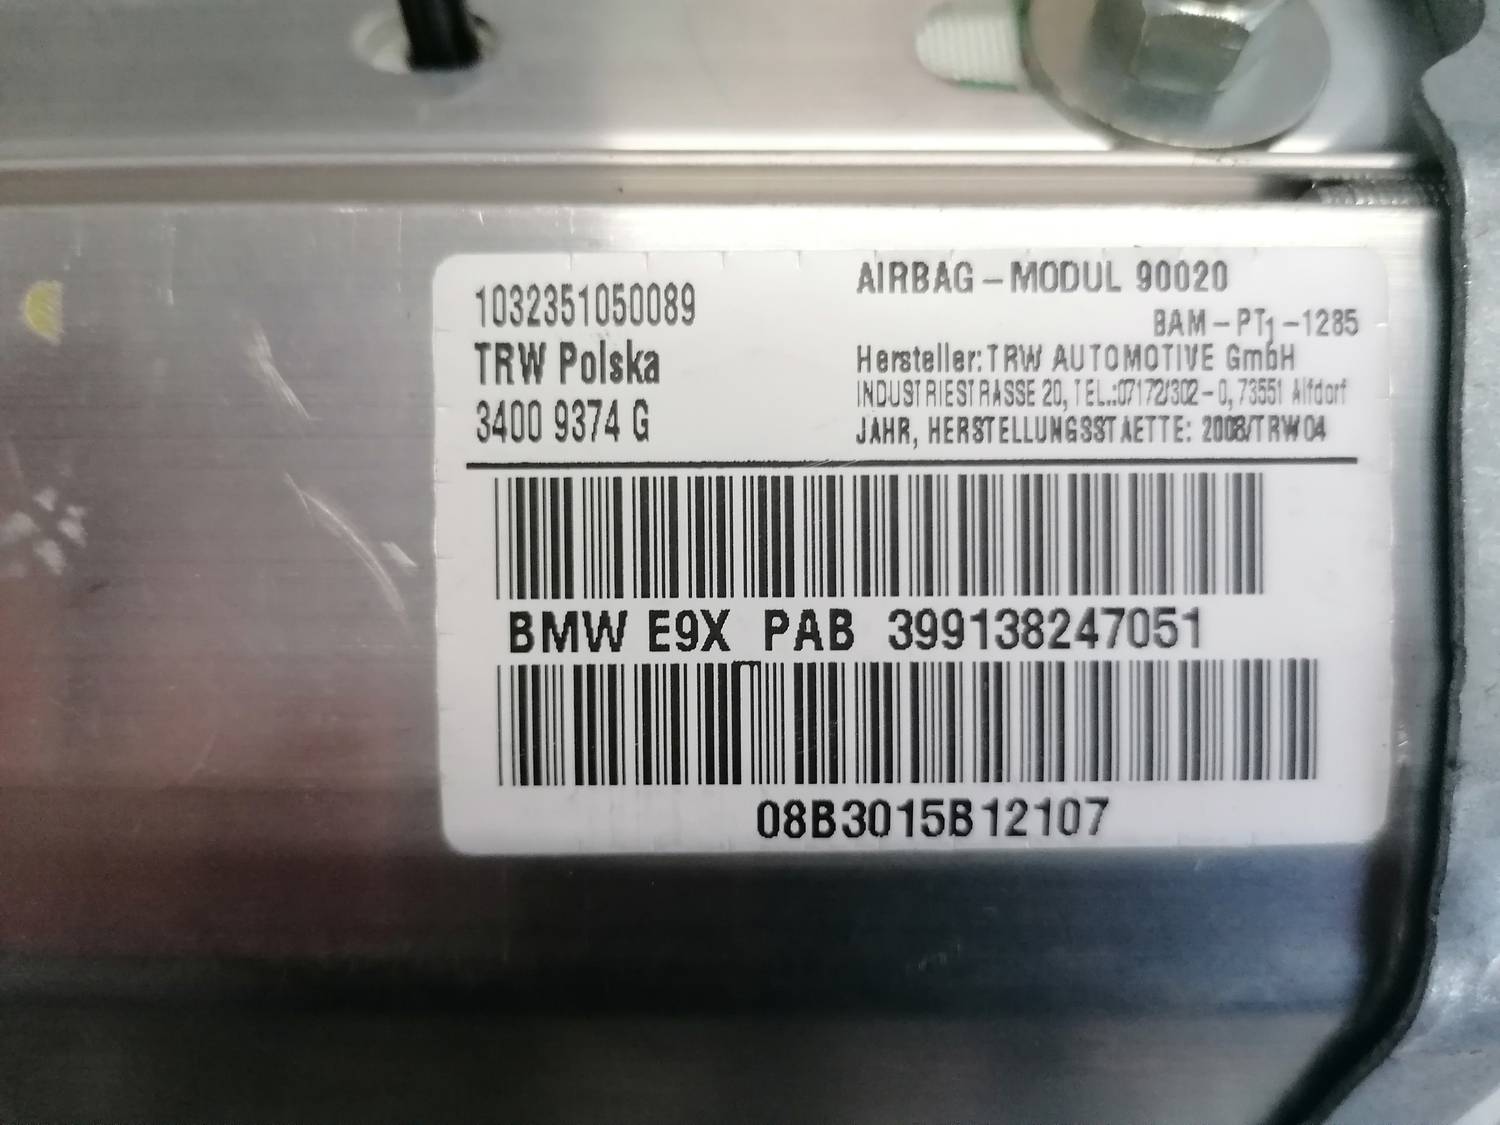 1032351050089
TRW Polska
3400 9374 G
AIRBAG - MODUL 90020
BAM - PT1 - 1285
Hersteller: TRW AUTOMOTIVE GmbH
INDUSTRIESTRASSE 20, TEL.:07172/302 - 0, 73551 Alfdorf
JAHR, HERSTELLUNGSSTAETTE: 2008/TRW04
BMW E9X PAB 399138247051
08B3015B12107